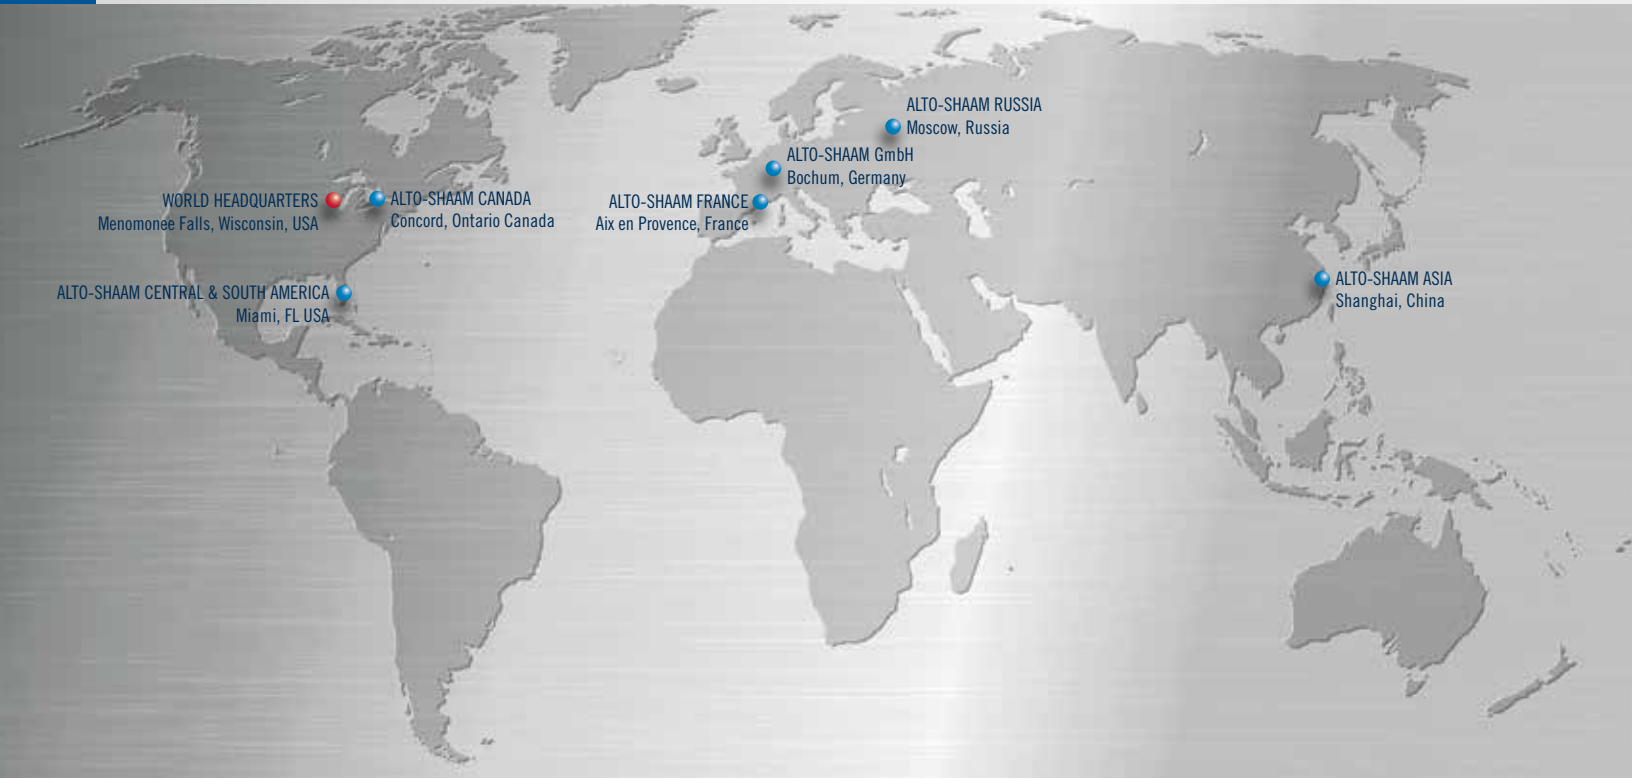 ALTO-SHAAM RUSSIA
Moscow, Russia
ALTO-SHAAM GmbH
Bochum, Germany
WORLD HEADQUARTERS
Menomonee Falls, Wisconsin, USA
ALTO-SHAAM CANADA
Concord, Ontario Canada
ALTO-SHAAM FRANCE
Aix en Provence, France
ALTO-SHAAM CENTRAL & SOUTH AMERICA
Miami, FL USA
ALTO-SHAAM ASIA
Shanghai, China